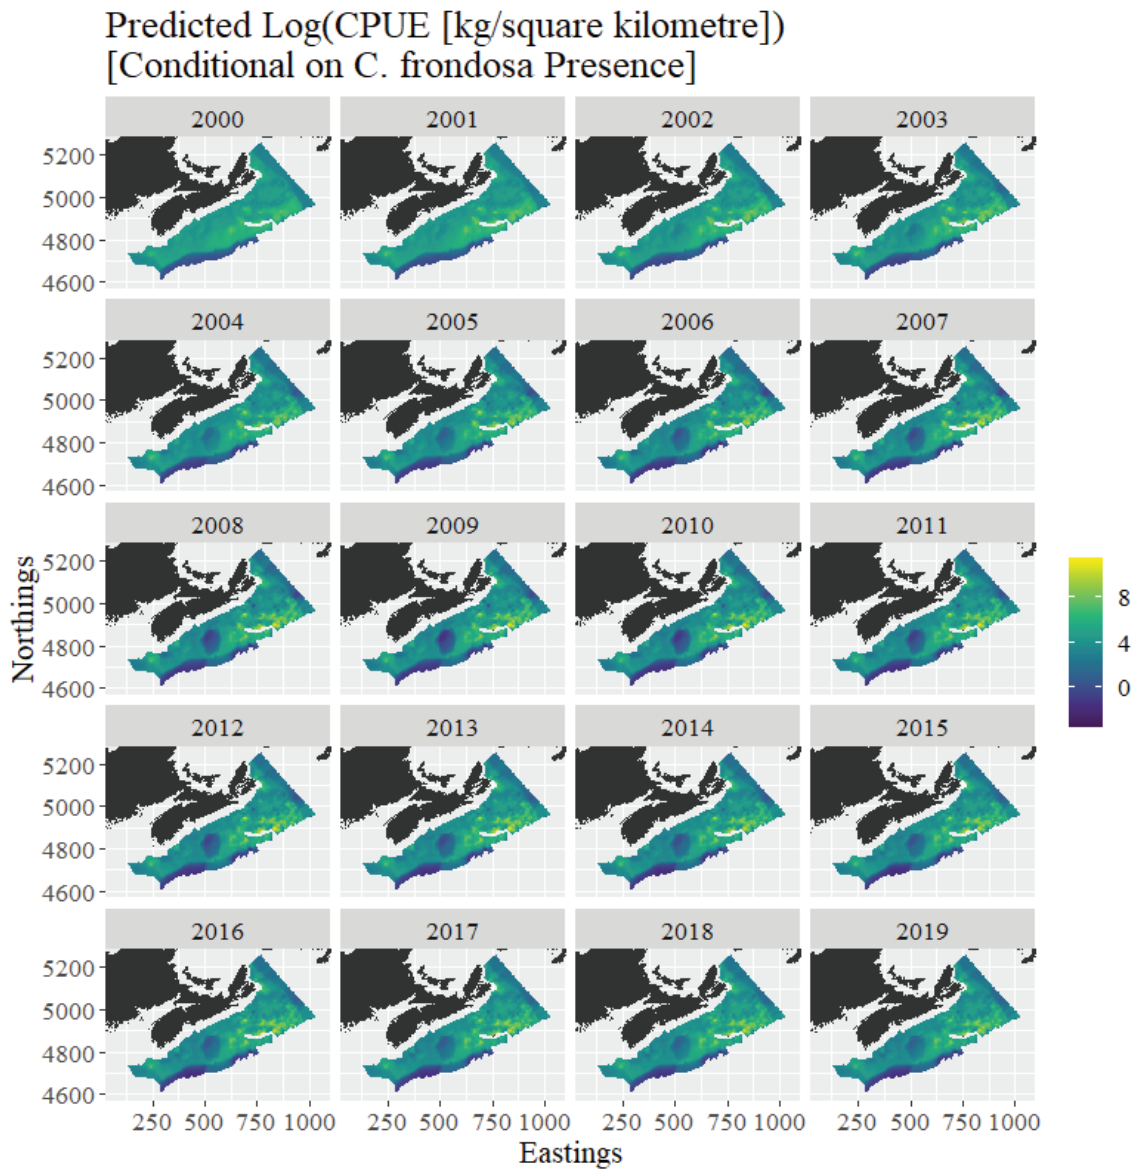 Predicted Log(CPUE [kg/square kilometre])
[Conditional on C. frondosa Presence]
2000 2001 2002 2003
5200
5000
4800
4600
2004 2005 2006 2007
5200
5000
4800
4600
2008 2009 2010 2011
5200
5000
4800
4600
2012 2013 2014 2015
5200
5000
4800
4600
2016 2017 2018 2019
5200
5000
4800
4600
250 500 750 1000 250 500 750 1000 250 500 750 1000 250 500 750 1000
Eastings
Northings
8
4
0